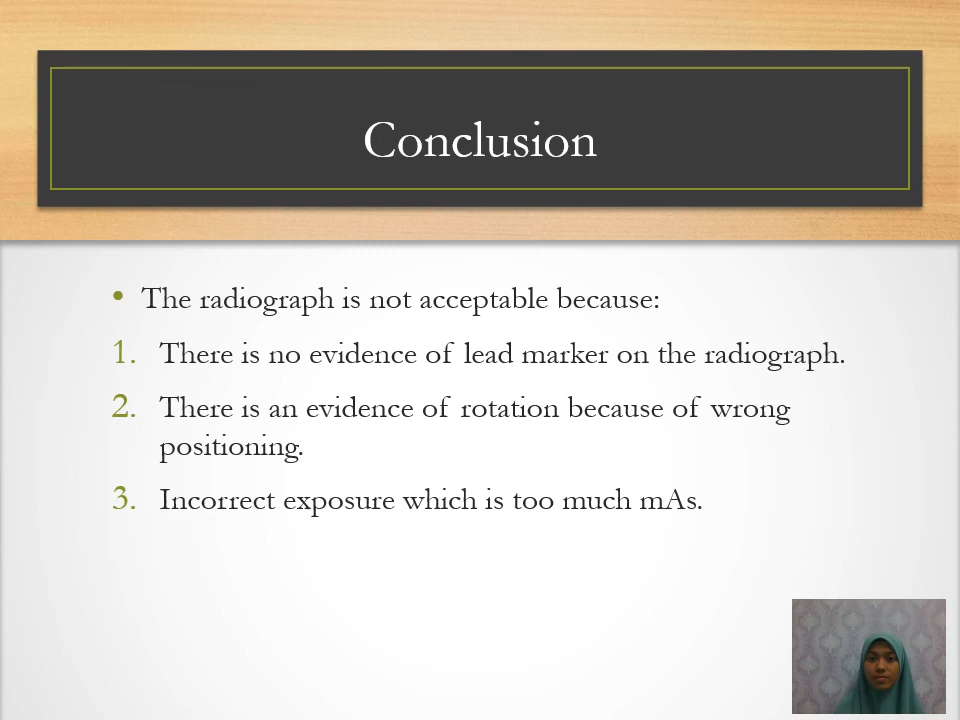 Conclusion
• The radiograph is not acceptable because:
1. There is no evidence of lead marker on the radiograph.
2. There is an evidence of rotation because of wrong
positioning.
3. Incorrect exposure which is too much mAs.